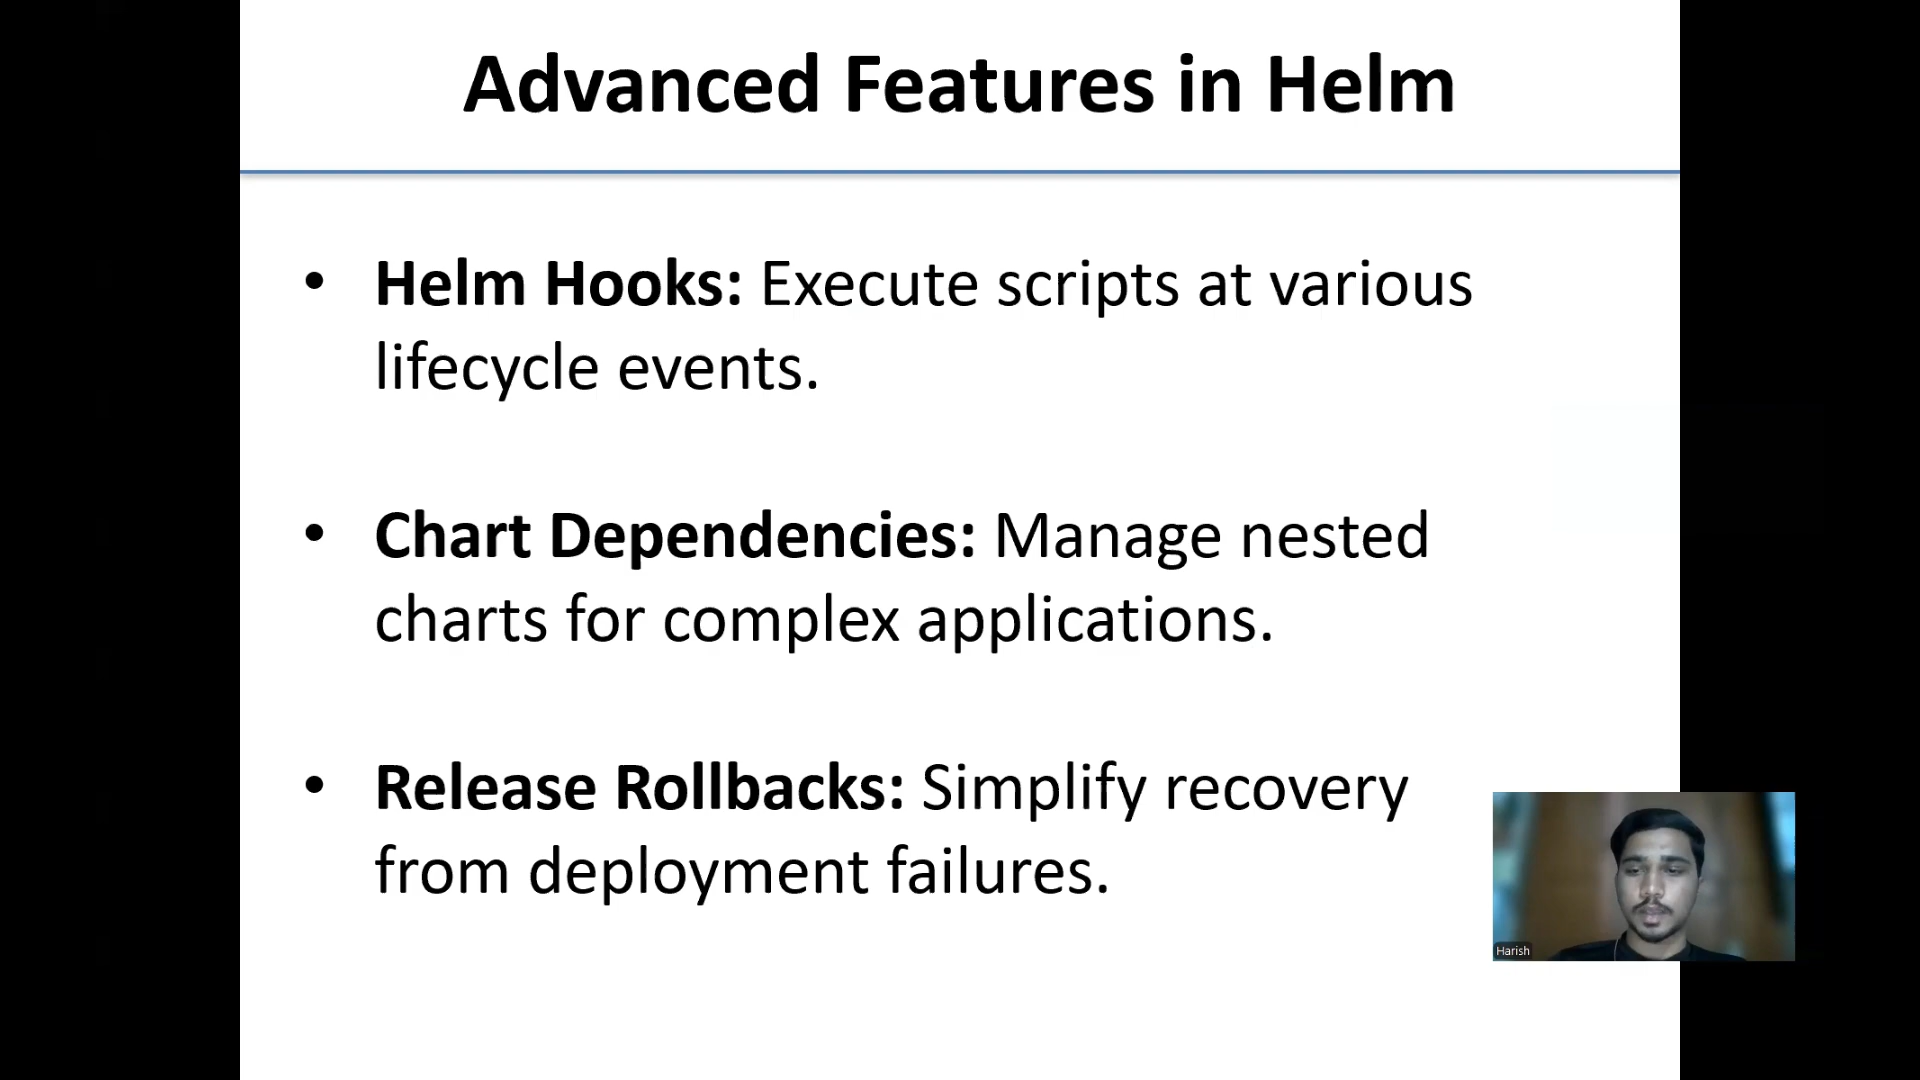 Advanced Features in Helm
• Helm Hooks: Execute scripts at various
lifecycle events.
• Chart Dependencies: Manage nested
charts for complex applications.
• Release Rollbacks: Simplify recovery
from deployment failures.
Harish